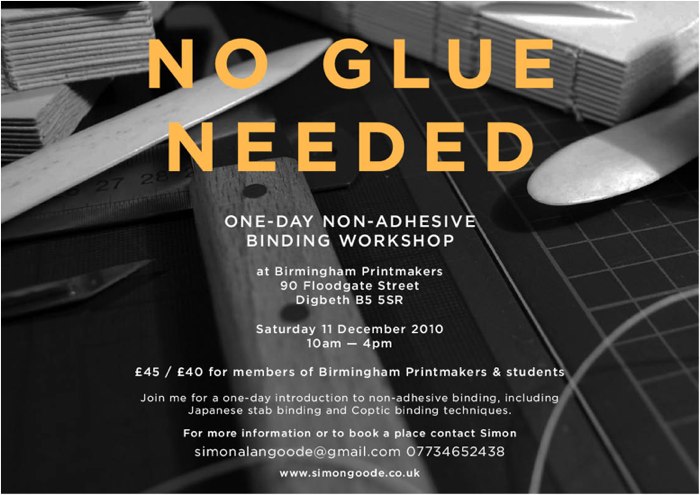 NO GLUE
NEEDED
ONE-DAY NON-ADHESIVE
BINDING WORKSHOP
at Birmingham Printmakers
90 Floodgate Street
Digbeth B5 5SR
Saturday 11 December 2010
10am — 4pm
£45 / £40 for members of Birmingham Printmakers & students
Join me for a one-day introduction to non-adhesive binding, including
Japanese stab binding and Coptic binding techniques.
For more information or to book a place contact Simon
simonalangoode@gmail.com 07734652438
www.simongoode.co.uk
27 28